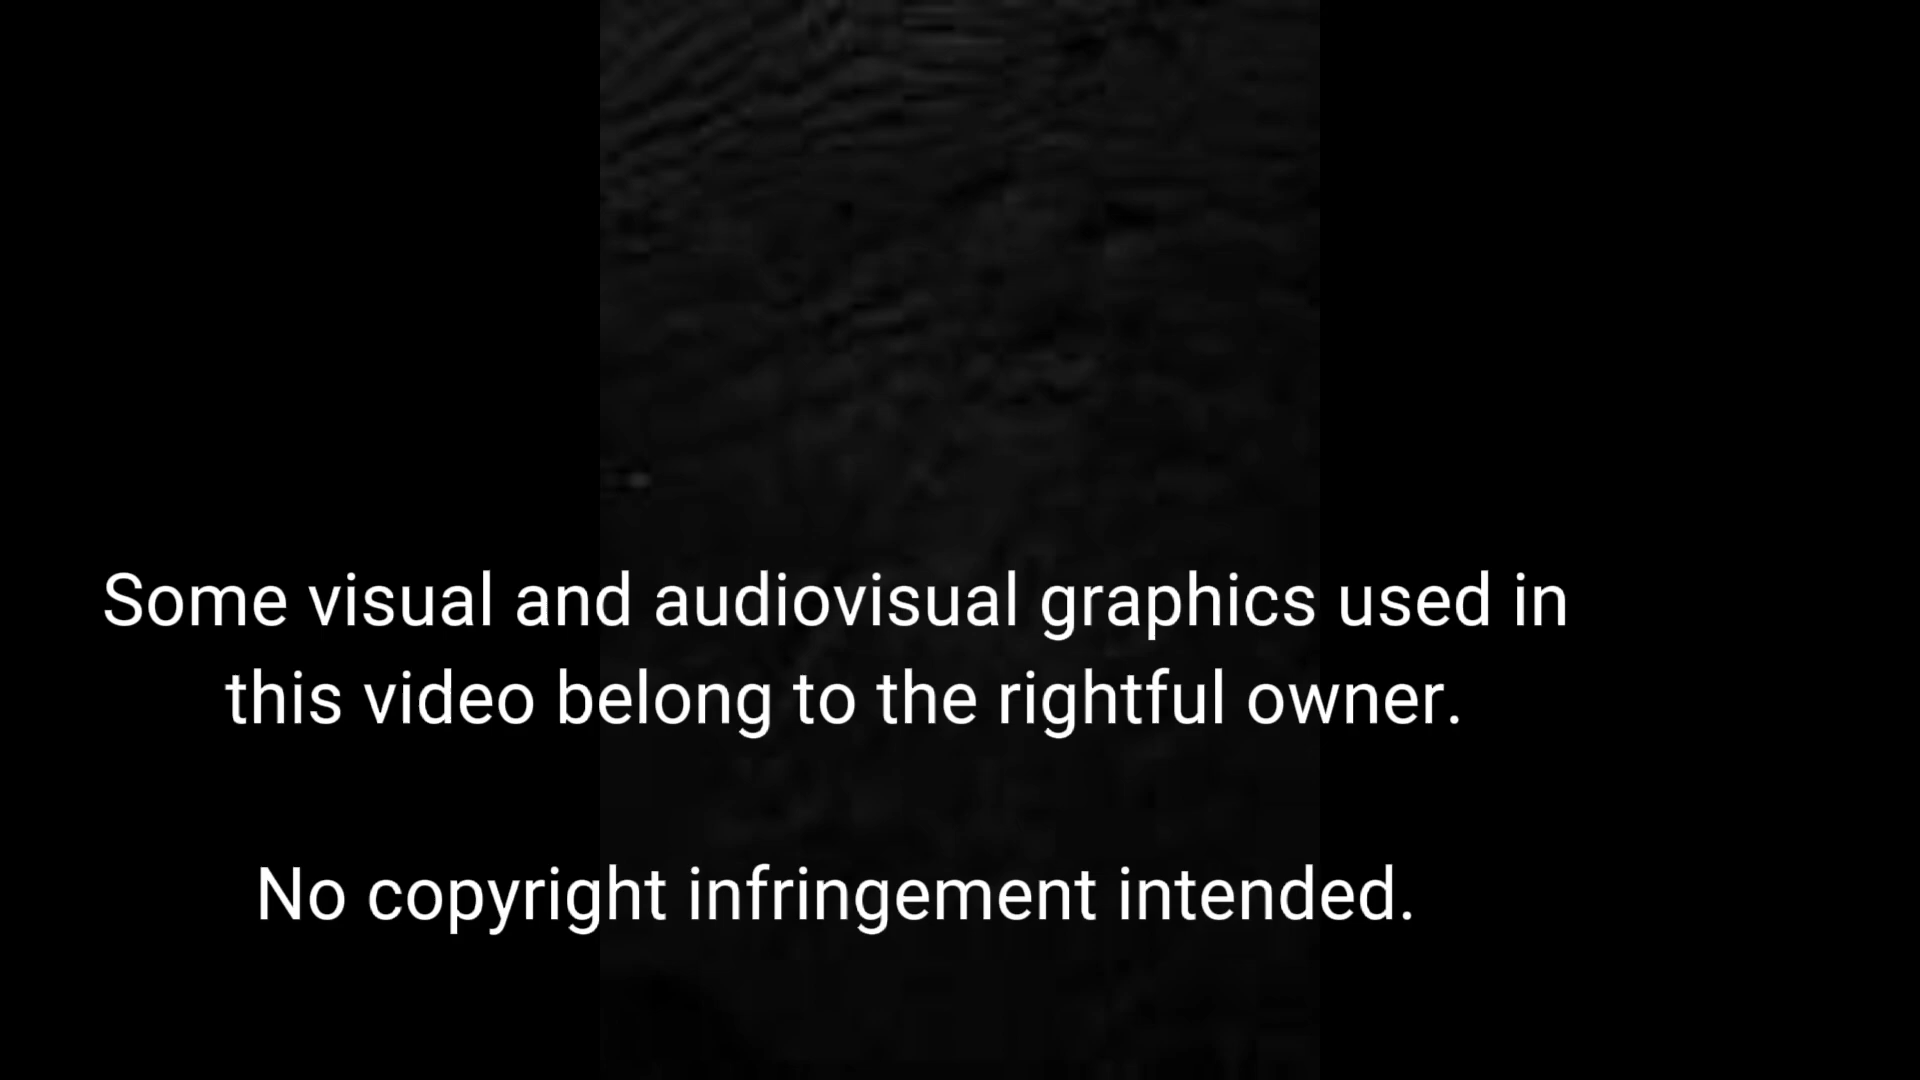 Some visual and audiovisual graphics used in
this video belong to the rightful owner.
No copyright infringement intended.